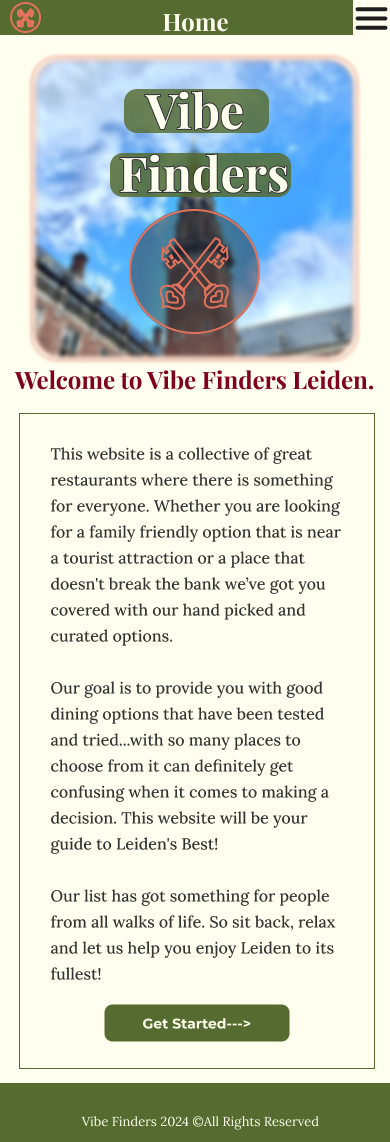 Home
Vibe
Finders
Welcome to Vibe Finders Leiden.
This website is a collective of great
restaurants where there is something
for everyone. Whether you are looking
for a family friendly option that is near
a tourist attraction or a place that
doesn't break the bank we’ve got you
covered with our hand picked and
curated options.
Our goal is to provide you with good
dining options that have been tested
and tried...with so many places to
choose from it can definitely get
confusing when it comes to making a
decision. This website will be your
guide to Leiden's Best!
Our list has got something for people
from all walks of life. So sit back, relax
and let us help you enjoy Leiden to its
fullest!
Get Started--->
Vibe Finders 2024 ©All Rights Reserved